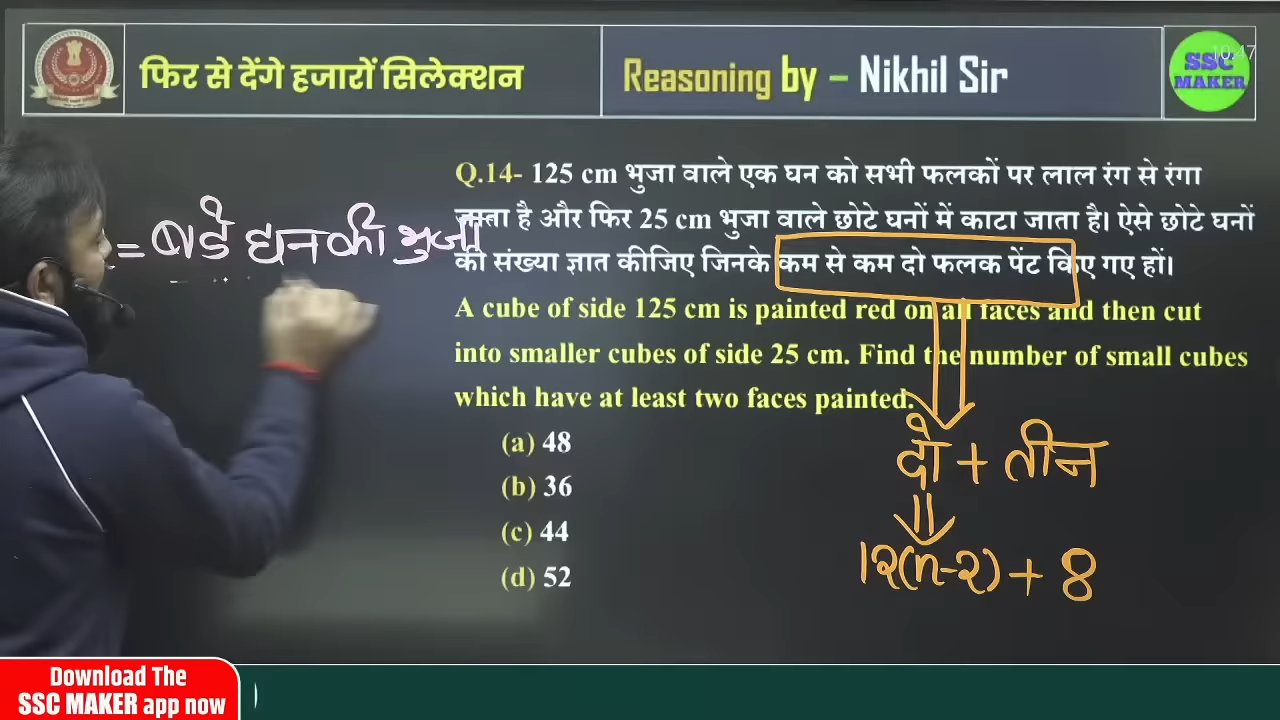 फिर से देंगे हजारों सिलेक्शन
Reasoning by – Nikhil Sir
10:47
SSC
MAKER
Q.14- 125 cm भुजा वाले एक घन को सभी फलकों पर लाल रंग से रंगा
जाता है और फिर 25 cm भुजा वाले छोटे घनों में काटा जाता है। ऐसे छोटे घनों
की संख्या ज्ञात कीजिए जिनके कम से कम दो फलक पेंट किए गए हों।
= बडे घन की भुजा
A cube of side 125 cm is painted red on all faces and then cut
into smaller cubes of side 25 cm. Find the number of small cubes
which have at least two faces painted.
(a) 48
(b) 36
(c) 44
(d) 52
दो + तीन
12(n-2) + 8
Download The
SSC MAKER app now